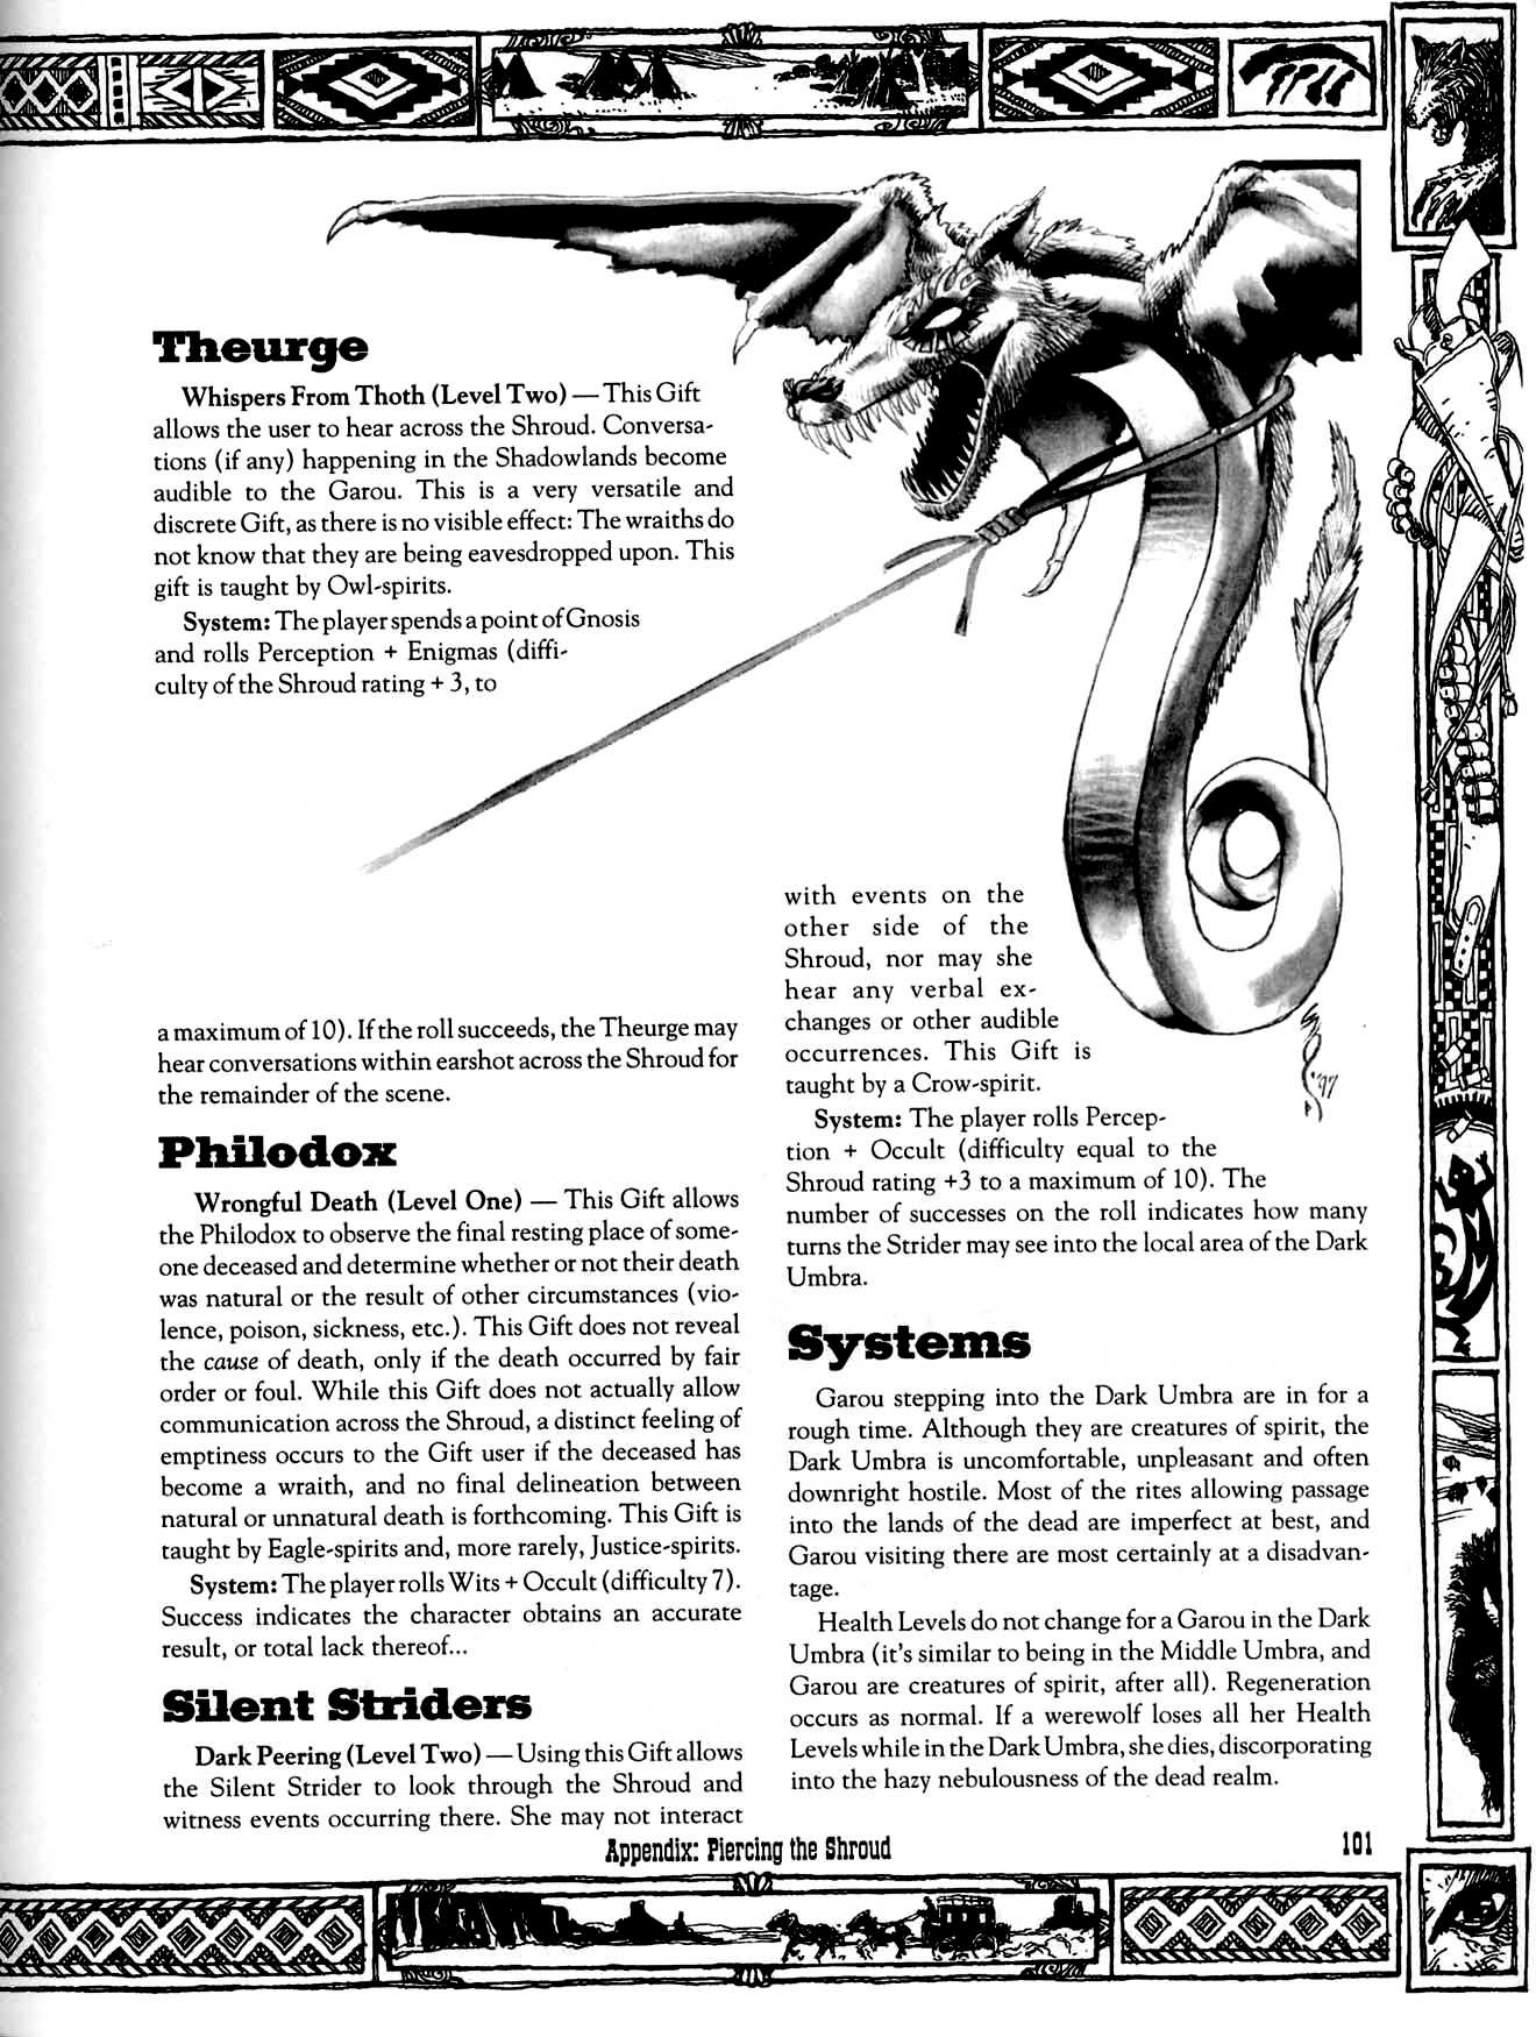 Theurge
Whispers From Thoth (Level Two) — This Gift
allows the user to hear across the Shroud. Conversa-
tions (if any) happening in the Shadowlands become
audible to the Garou. This is a very versatile and
discrete Gift, as there is no visible effect: The wraiths do
not know that they are being eavesdropped upon. This
gift is taught by Owl-spirits.
System: The player spends a point of Gnosis
and rolls Perception + Enigmas (diffi-
culty of the Shroud rating + 3, to
a maximum of 10). If the roll succeeds, the Theurge may
hear conversations within earshot across the Shroud for
the remainder of the scene.
Philodox
Wrongful Death (Level One) — This Gift allows
the Philodox to observe the final resting place of some-
one deceased and determine whether or not their death
was natural or the result of other circumstances (vio-
lence, poison, sickness, etc.). This Gift does not reveal
the cause of death, only if the death occurred by fair
order or foul. While this Gift does not actually allow
communication across the Shroud, a distinct feeling of
emptiness occurs to the Gift user if the deceased has
become a wraith, and no final delineation between
natural or unnatural death is forthcoming. This Gift is
taught by Eagle-spirits and, more rarely, Justice-spirits.
System: The player rolls Wits + Occult (difficulty 7).
Success indicates the character obtains an accurate
result, or total lack thereof...
Silent Striders
Dark Peering (Level Two) — Using this Gift allows
the Silent Strider to look through the Shroud and
witness events occurring there. She may not interact
with events on the
other side of the
Shroud, nor may she
hear any verbal ex-
changes or other audible
occurrences. This Gift is
taught by a Crow-spirit.
System: The player rolls Percep-
tion + Occult (difficulty equal to the
Shroud rating +3 to a maximum of 10). The
number of successes on the roll indicates how many
turns the Strider may see into the local area of the Dark
Umbra.
Systems
Garou stepping into the Dark Umbra are in for a
rough time. Although they are creatures of spirit, the
Dark Umbra is uncomfortable, unpleasant and often
downright hostile. Most of the rites allowing passage
into the lands of the dead are imperfect at best, and
Garou visiting there are most certainly at a disadvan-
tage.
Health Levels do not change for a Garou in the Dark
Umbra (it's similar to being in the Middle Umbra, and
Garou are creatures of spirit, after all). Regeneration
occurs as normal. If a werewolf loses all her Health
Levels while in the Dark Umbra, she dies, discorporating
into the hazy nebulousness of the dead realm.
'97
Appendix: Piercing the Shroud
101